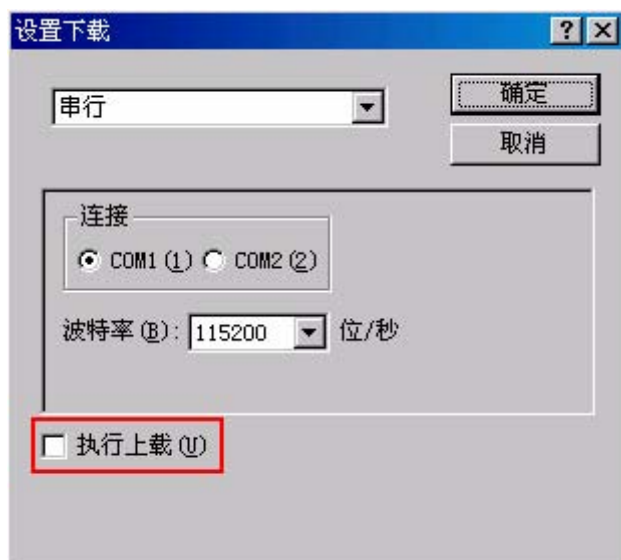 设置下载
串行
确定
取消
连接
COM1(1) COM2(2)
波特率(B): 115200 位/秒
执行上载(U)